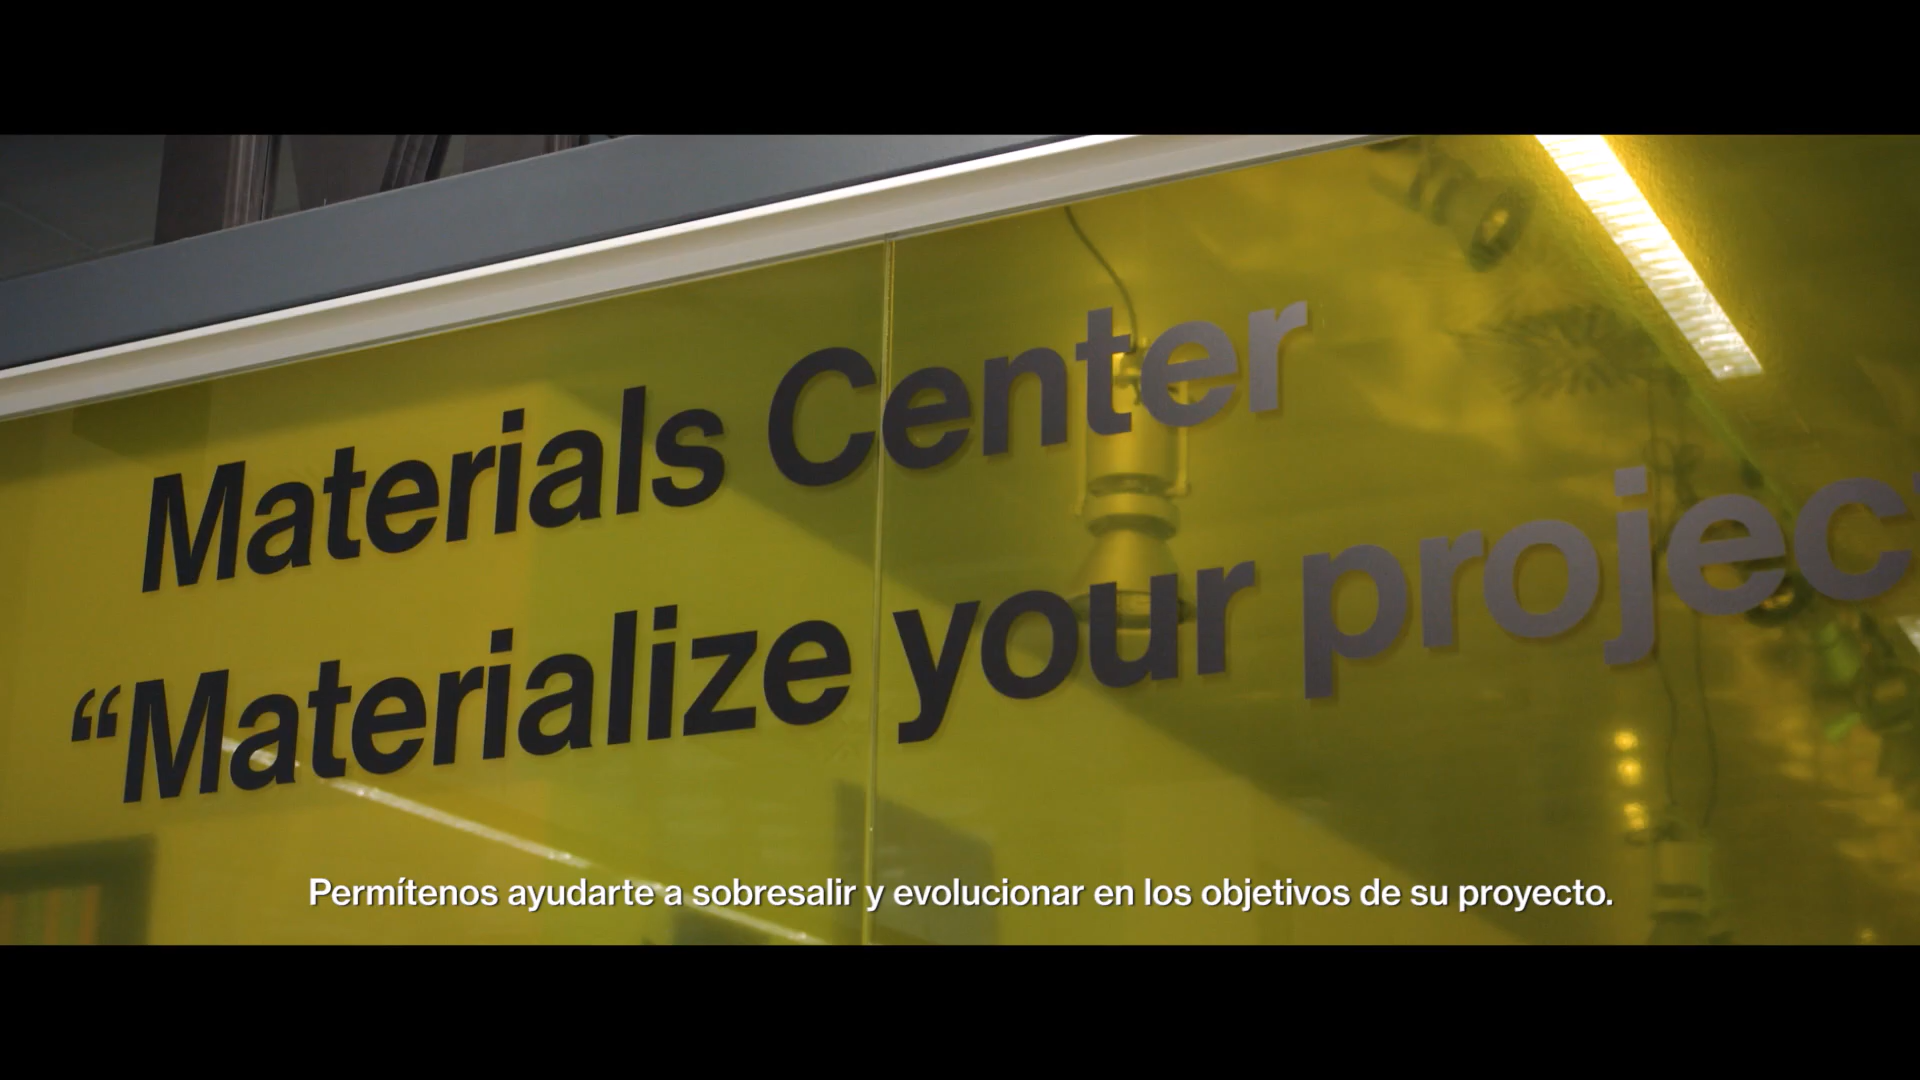 Materials Center
“Materialize your projec
Permítenos ayudarte a sobresalir y evolucionar en los objetivos de su proyecto.